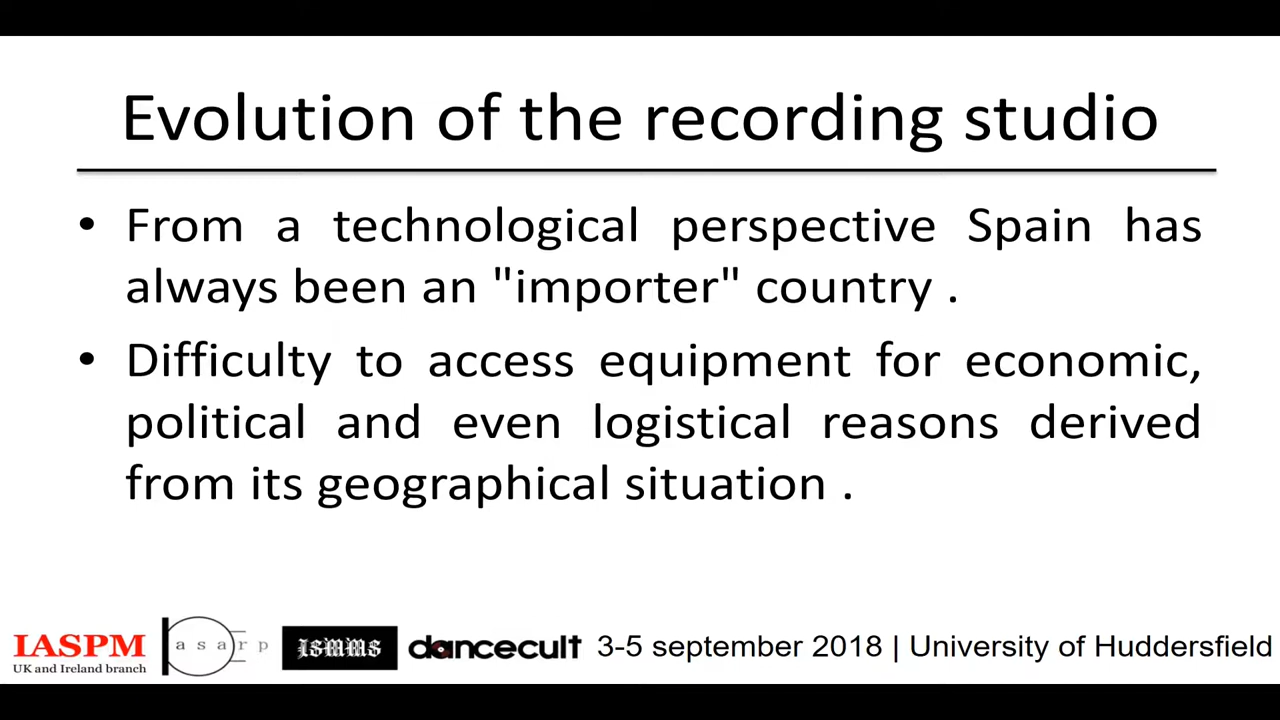 Evolution of the recording studio
• From a technological perspective Spain has
always been an "importer" country .
• Difficulty to access equipment for economic,
political and even logistical reasons derived
from its geographical situation .
IASPM
UK and Ireland branch
asarp
ISMMS
dancecult
3-5 september 2018 | University of Huddersfield